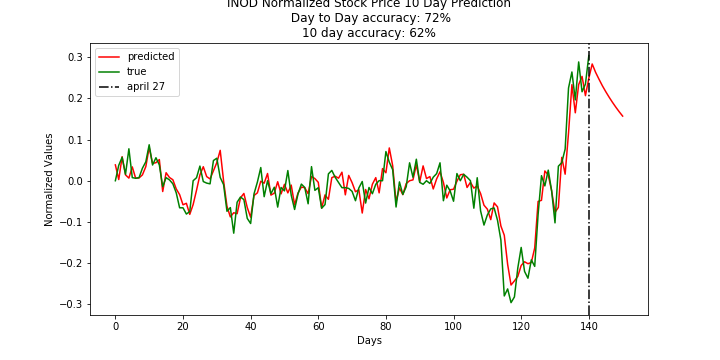 INOD Normalized Stock Price 10 Day Prediction
Day to Day accuracy: 72%
10 day accuracy: 62%
predicted
true
april 27
Normalized Values
0.3
0.2
0.1
0.0
−0.1
−0.2
−0.3
0 20 40 60 80 100 120 140
Days